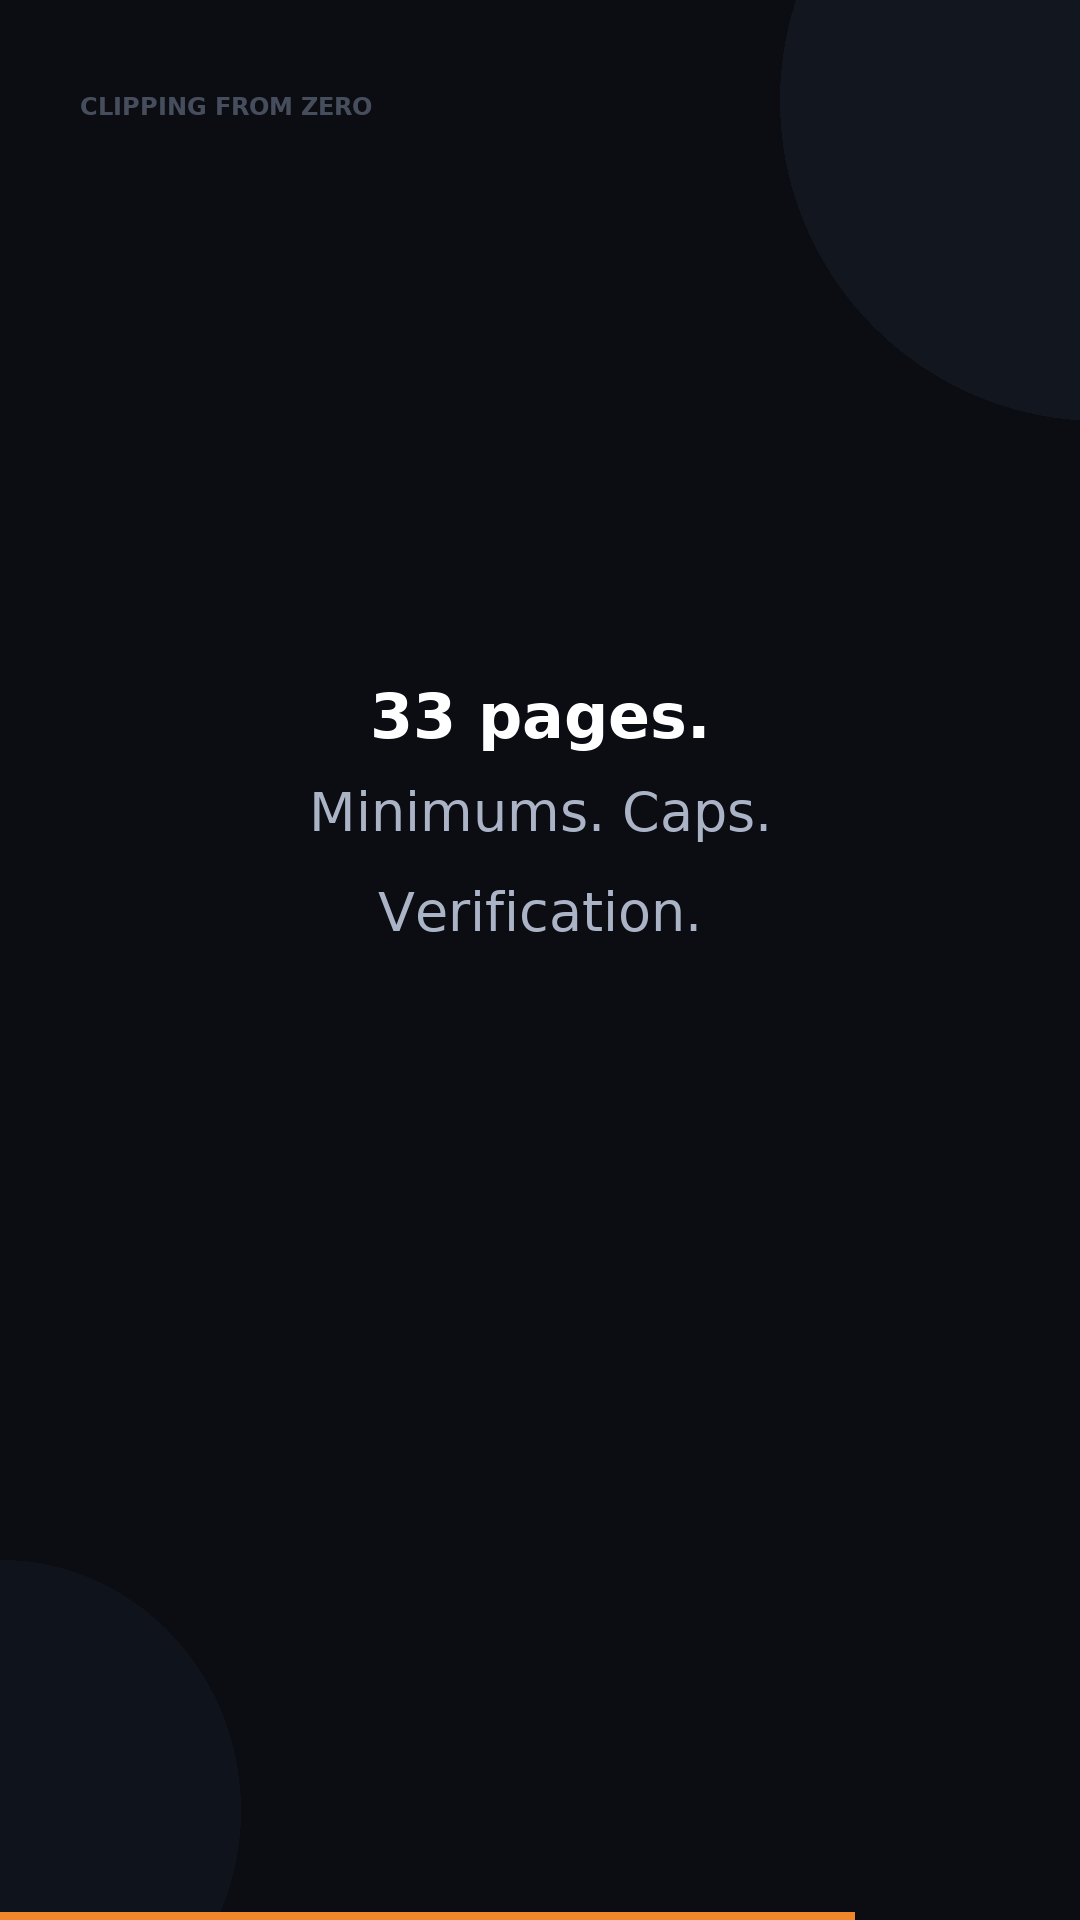 CLIPPING FROM ZERO
33 pages.
Minimums. Caps.
Verification.